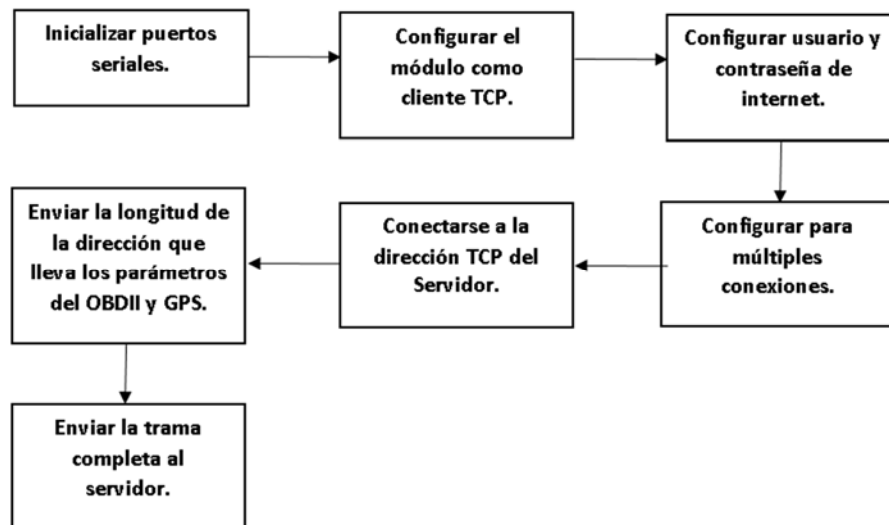 Inicializar puertos
seriales.
Configurar el
módulo como
cliente TCP.
Configurar usuario y
contraseña de
internet.
Configurar para
múltiples
conexiones.
Conectarse a la
dirección TCP del
Servidor.
Enviar la longitud de
la dirección que
lleva los parámetros
del OBDII y GPS.
Enviar la trama
completa al
servidor.